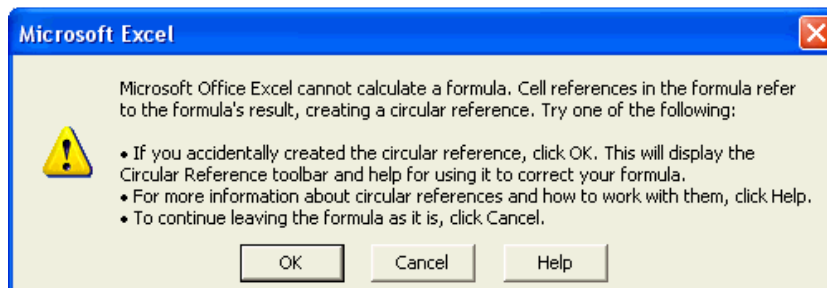 Microsoft Excel
Microsoft Office Excel cannot calculate a formula. Cell references in the formula refer
to the formula's result, creating a circular reference. Try one of the following:
• If you accidentally created the circular reference, click OK. This will display the
Circular Reference toolbar and help for using it to correct your formula.
• For more information about circular references and how to work with them, click Help.
• To continue leaving the formula as it is, click Cancel.
OK Cancel Help